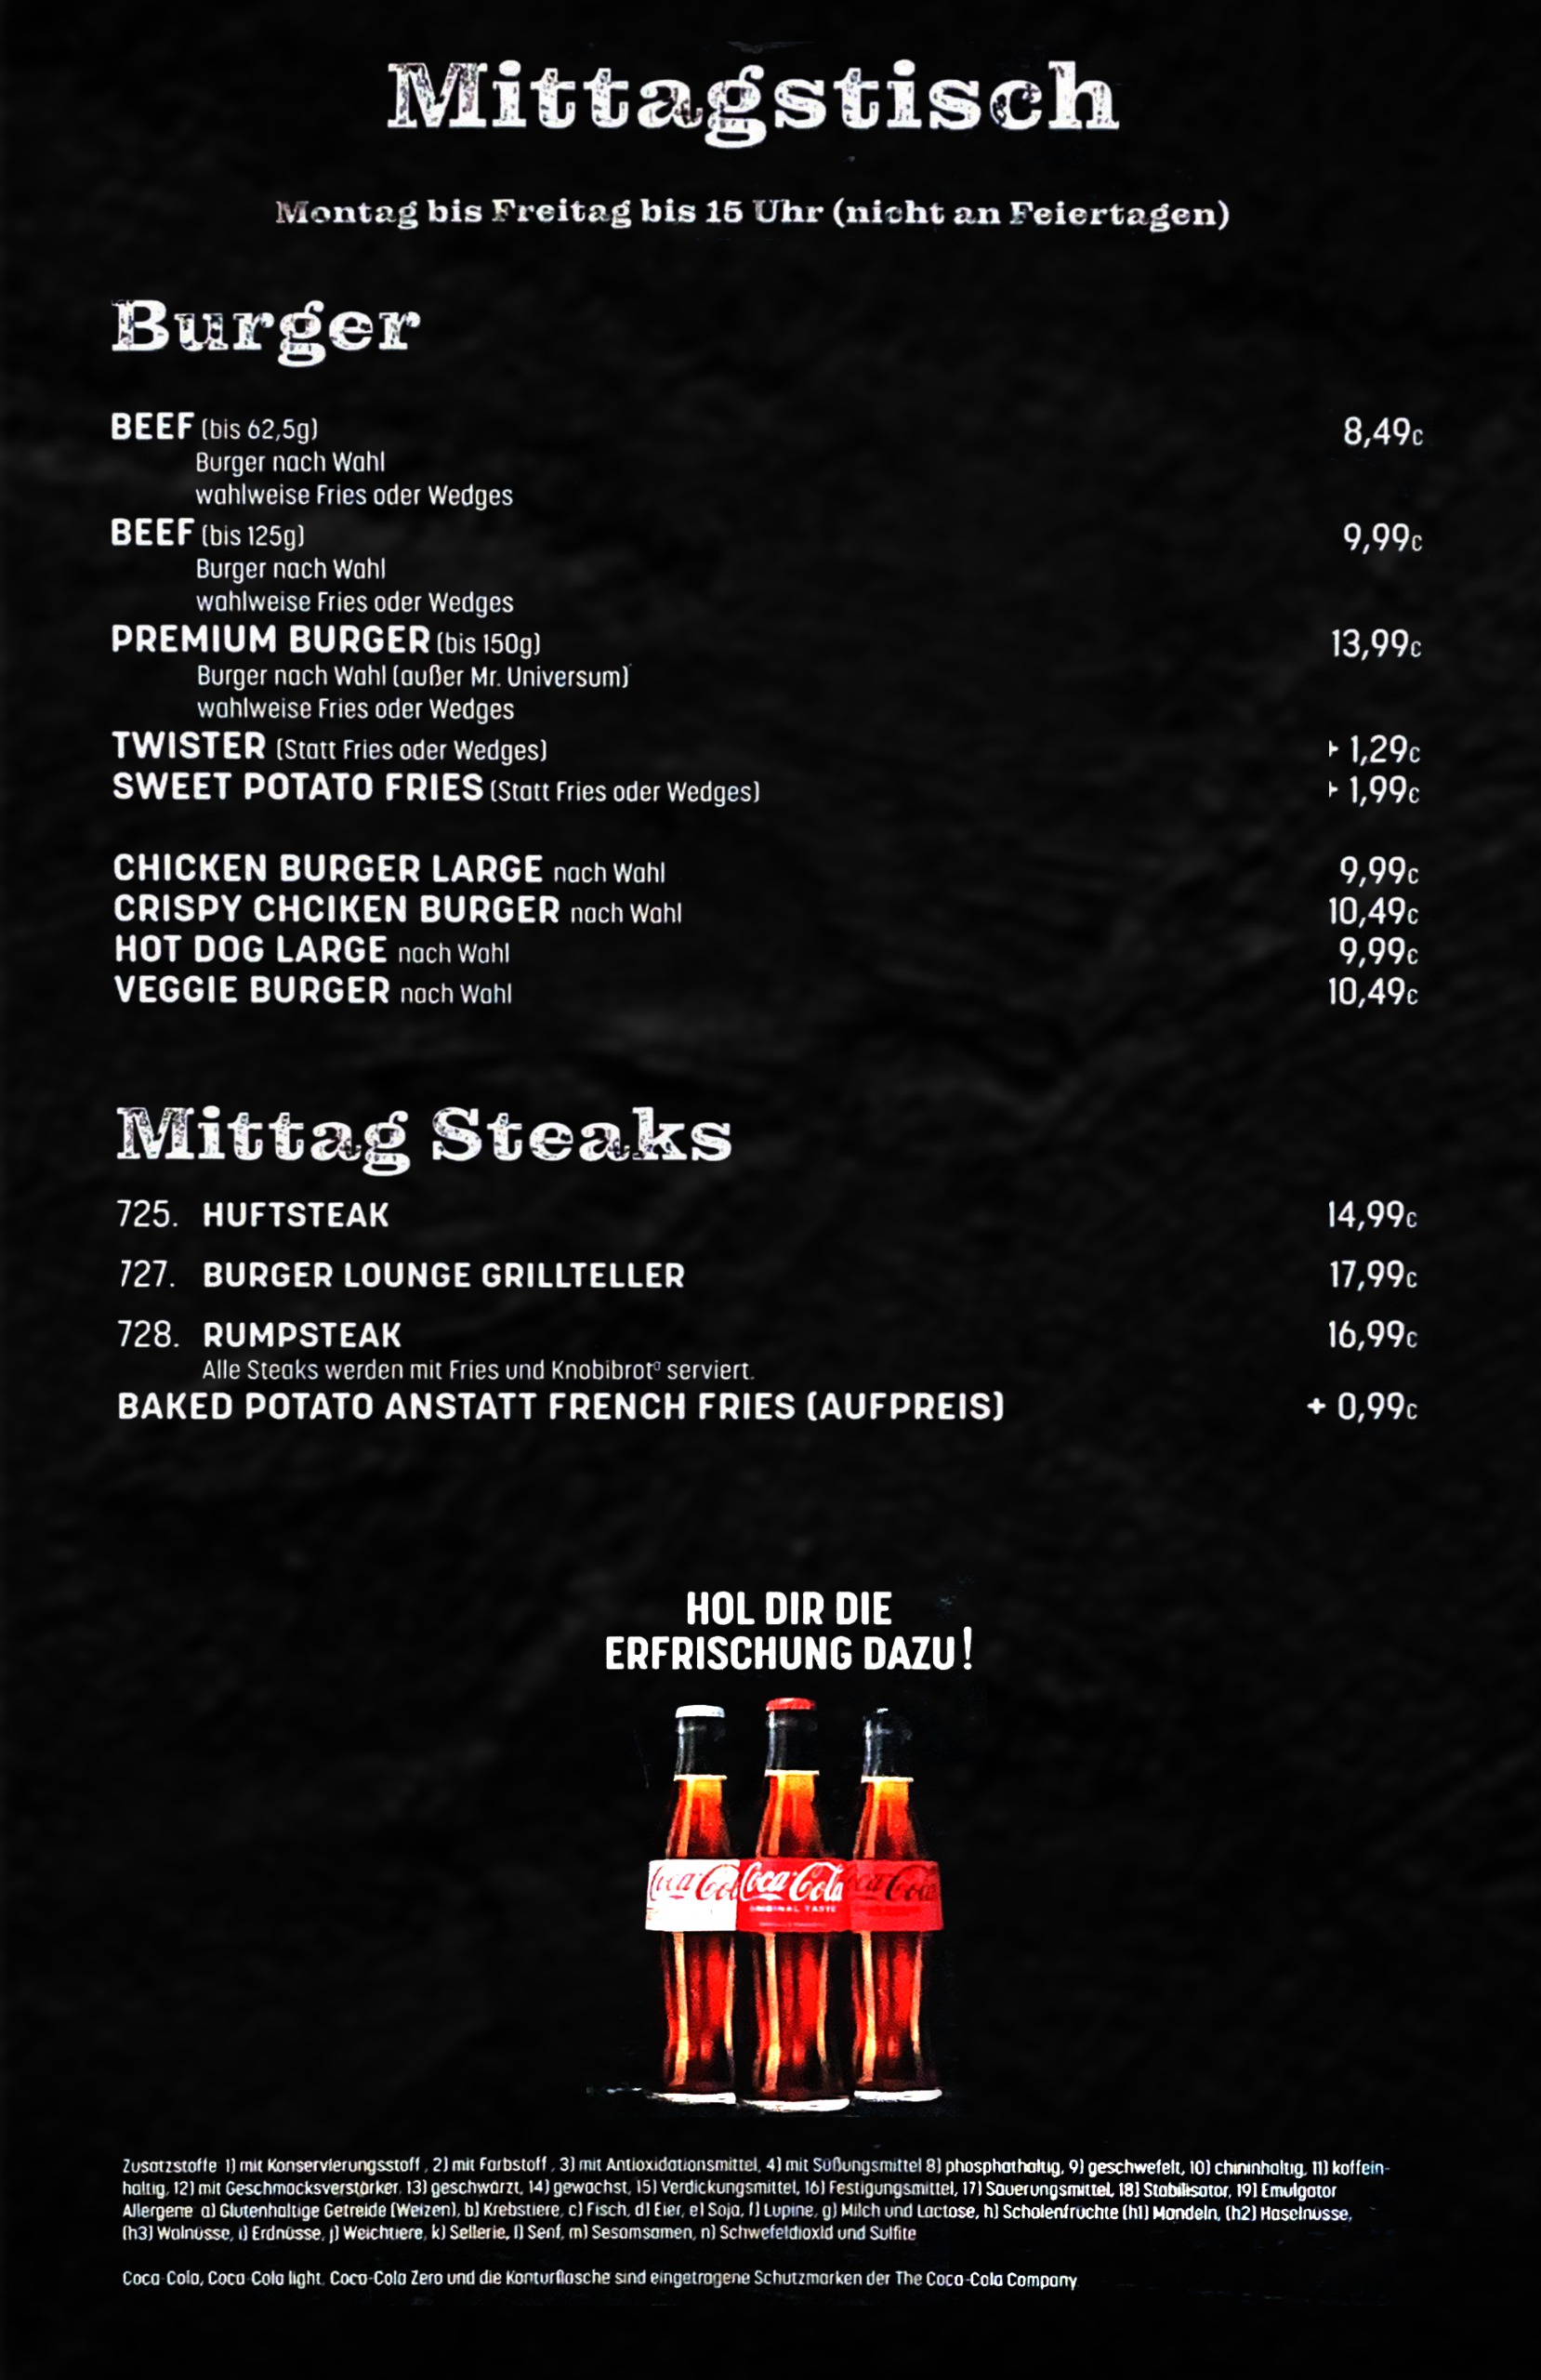 Mittagstisch
Montag bis Freitag bis 15 Uhr (nicht an Feiertagen)
Burger
BEEF (bis 62,5g) 8,49€
Burger nach Wahl
wahlweise Fries oder Wedges
BEEF (bis 125g) 9,99€
Burger nach Wahl
wahlweise Fries oder Wedges
PREMIUM BURGER (bis 150g) 13,99€
Burger nach Wahl (außer Mr. Universum)
wahlweise Fries oder Wedges
TWISTER (Statt Fries oder Wedges) + 1,29€
SWEET POTATO FRIES (Statt Fries oder Wedges) + 1,99€
CHICKEN BURGER LARGE nach Wahl 9,99€
CRISPY CHCIKEN BURGER nach Wahl 10,49€
HOT DOG LARGE nach Wahl 9,99€
VEGGIE BURGER nach Wahl 10,49€
Mittag Steaks
725. HUFTSTEAK 14,99€
727. BURGER LOUNGE GRILLTELLER 17,99€
728. RUMPSTEAK 16,99€
Alle Steaks werden mit Fries und Knobibrotᵃ serviert.
BAKED POTATO ANSTATT FRENCH FRIES (AUFPREIS) + 0,99€
HOL DIR DIE
ERFRISCHUNG DAZU!
Coca-Cola Coca-Cola
ORIGINAL TASTE
Zusatzstoffe 1) mit Konservierungsstoff, 2) mit Farbstoff, 3) mit Antioxidationsmittel, 4) mit Süßungsmittel 8) phosphathaltig, 9) geschwefelt, 10) chininhaltig, 11) koffein-
haltig, 12) mit Geschmacksverstärker, 13) geschwärzt, 14) gewachst, 15) Verdickungsmittel, 16) Festigungsmittel, 17) Säuerungsmittel, 18) Stabilisator, 19) Emulgator
Allergene a) Glutenhaltige Getreide (Weizen), b) Krebstiere, c) Fisch, d) Eier, e) Soja, f) Lupine, g) Milch und Lactose, h) Schalenfrüchte (h1) Mandeln, (h2) Haselnüsse,
(h3) Walnüsse, i) Erdnüsse, j) Weichtiere, k) Sellerie, l) Senf, m) Sesamsamen, n) Schwefeldioxid und Sulfite
Coca-Cola, Coca-Cola light, Coca-Cola Zero und die Konturflasche sind eingetragene Schutzmarken der The Coca-Cola Company